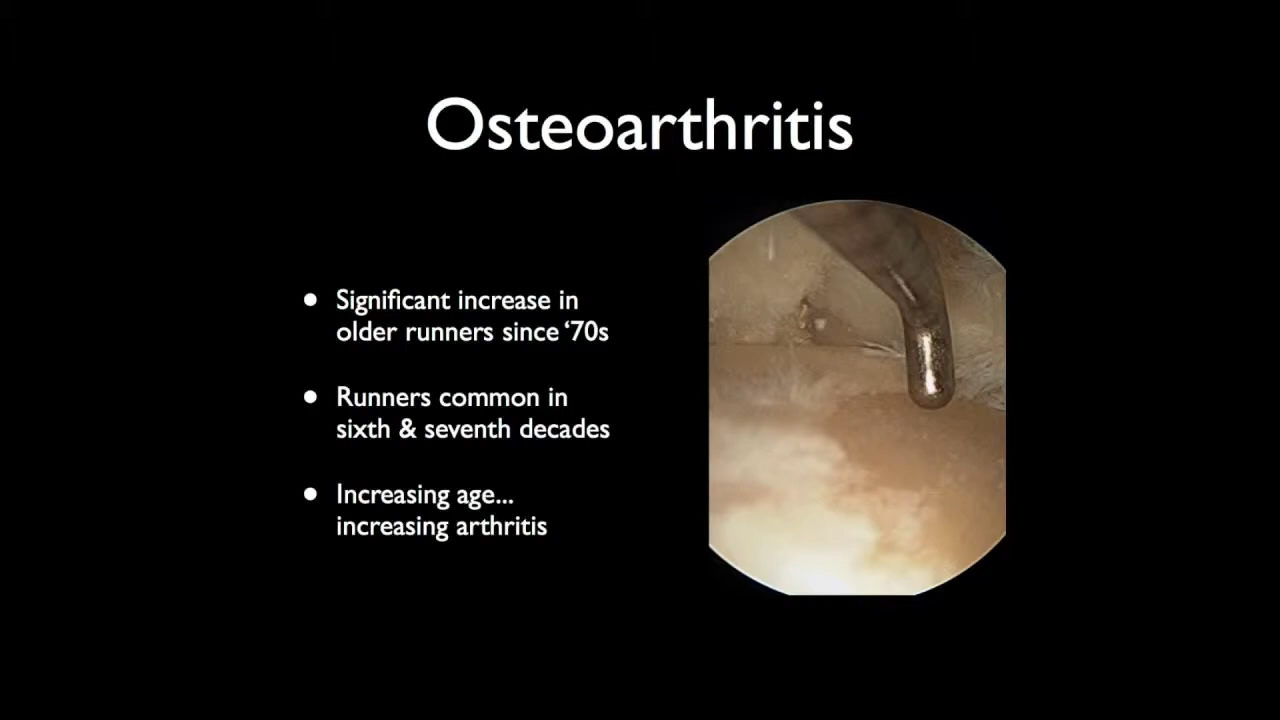 Osteoarthritis
• Significant increase in
older runners since ‘70s
• Runners common in
sixth & seventh decades
• Increasing age...
increasing arthritis